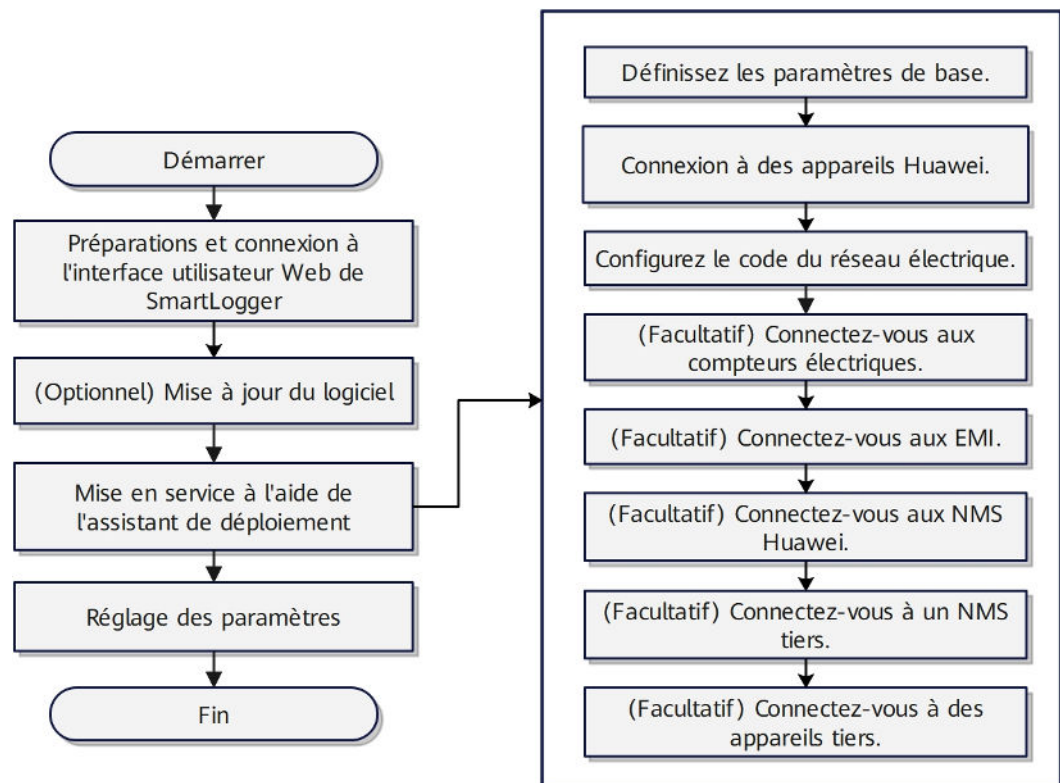 Démarrer
Préparations et connexion à
l'interface utilisateur Web de
SmartLogger
(Optionnel) Mise à jour du logiciel
Mise en service à l'aide de
l'assistant de déploiement
Réglage des paramètres
Fin
Définissez les paramètres de base.
Connexion à des appareils Huawei.
Configurez le code du réseau électrique.
(Facultatif) Connectez-vous aux
compteurs électriques.
(Facultatif) Connectez-vous aux EMI.
(Facultatif) Connectez-vous aux NMS
Huawei.
(Facultatif) Connectez-vous à un NMS
tiers.
(Facultatif) Connectez-vous à des
appareils tiers.